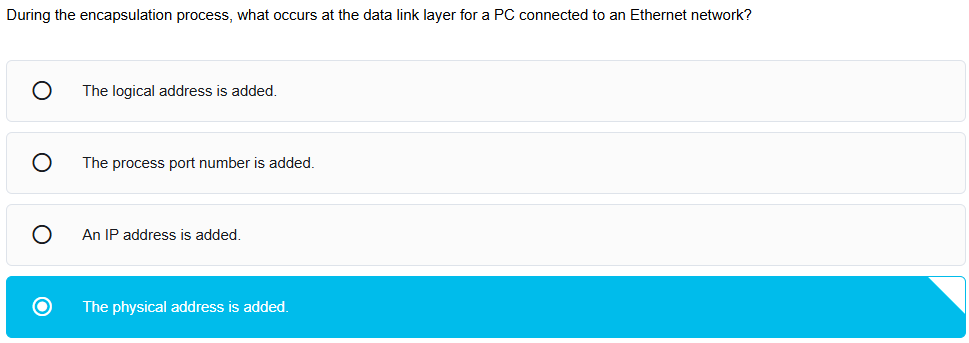 During the encapsulation process, what occurs at the data link layer for a PC connected to an Ethernet network?
The logical address is added.
The process port number is added.
An IP address is added.
The physical address is added.